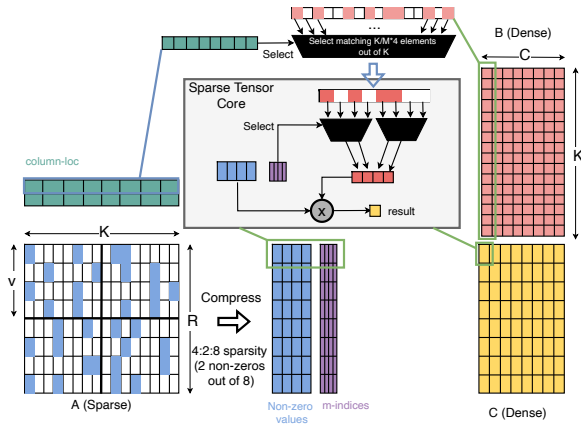 B (Dense)
...
Select matching K/M*4 elements
out of K
Select
C
Sparse Tensor
Core
Select
column-loc
K
X
result
K
v
R
Compress
4:2:8 sparsity
(2 non-zeros
out of 8)
A (Sparse)
Non-zero
values
m-indices
C (Dense)